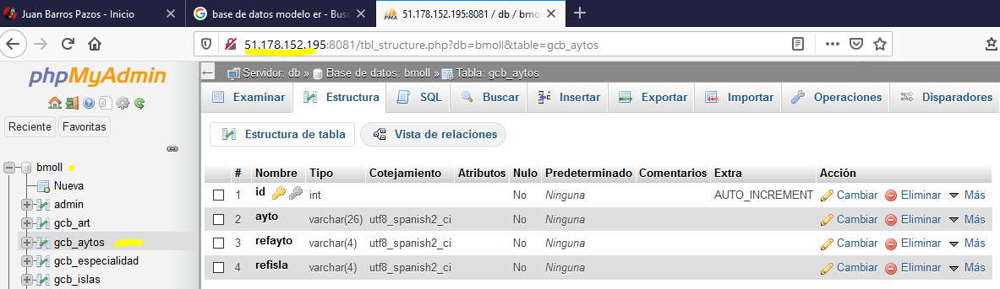 Juan Barros Pazos - Inicio
base de datos modelo er - Busc
51.178.152.195:8081 / db / bmol
51.178.152.195:8081/tbl_structure.php?db=bmoll&table=gcb_aytos
phpMyAdmin
Reciente Favoritas
bmoll
Nueva
admin
gcb_art
gcb_aytos
gcb_especialidad
gcb_islas
Servidor: db » Base de datos: bmoll » Tabla: gcb_aytos
Examinar Estructura SQL Buscar Insertar Exportar Importar Operaciones Disparadores
Estructura de tabla Vista de relaciones
# Nombre Tipo Cotejamiento Atributos Nulo Predeterminado Comentarios Extra Acción
1 id int No Ninguna AUTO_INCREMENT Cambiar Eliminar Más
2 ayto varchar(26) utf8_spanish2_ci No Ninguna Cambiar Eliminar Más
3 refayto varchar(4) utf8_spanish2_ci No Ninguna Cambiar Eliminar Más
4 refisla varchar(4) utf8_spanish2_ci No Ninguna Cambiar Eliminar Más